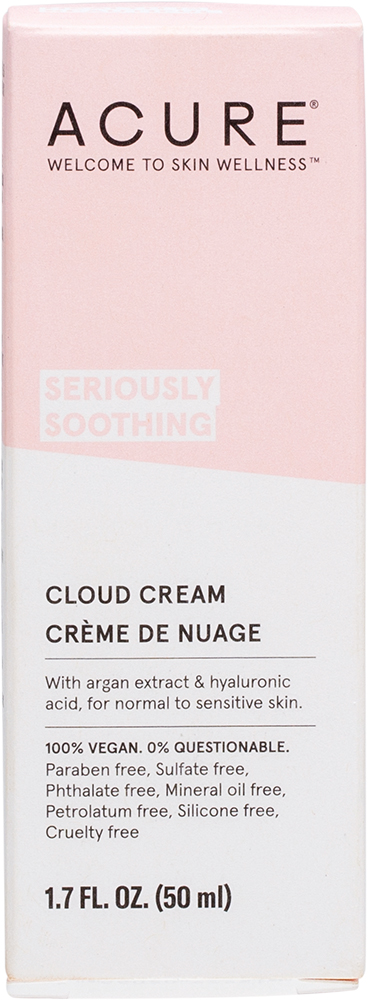 ACURE®
WELCOME TO SKIN WELLNESS™
SERIOUSLY
SOOTHING
CLOUD CREAM
CRÈME DE NUAGE
With argan extract & hyaluronic
acid, for normal to sensitive skin.
100% VEGAN. 0% QUESTIONABLE.
Paraben free, Sulfate free,
Phthalate free, Mineral oil free,
Petrolatum free, Silicone free,
Cruelty free
1.7 FL. OZ. (50 ml)